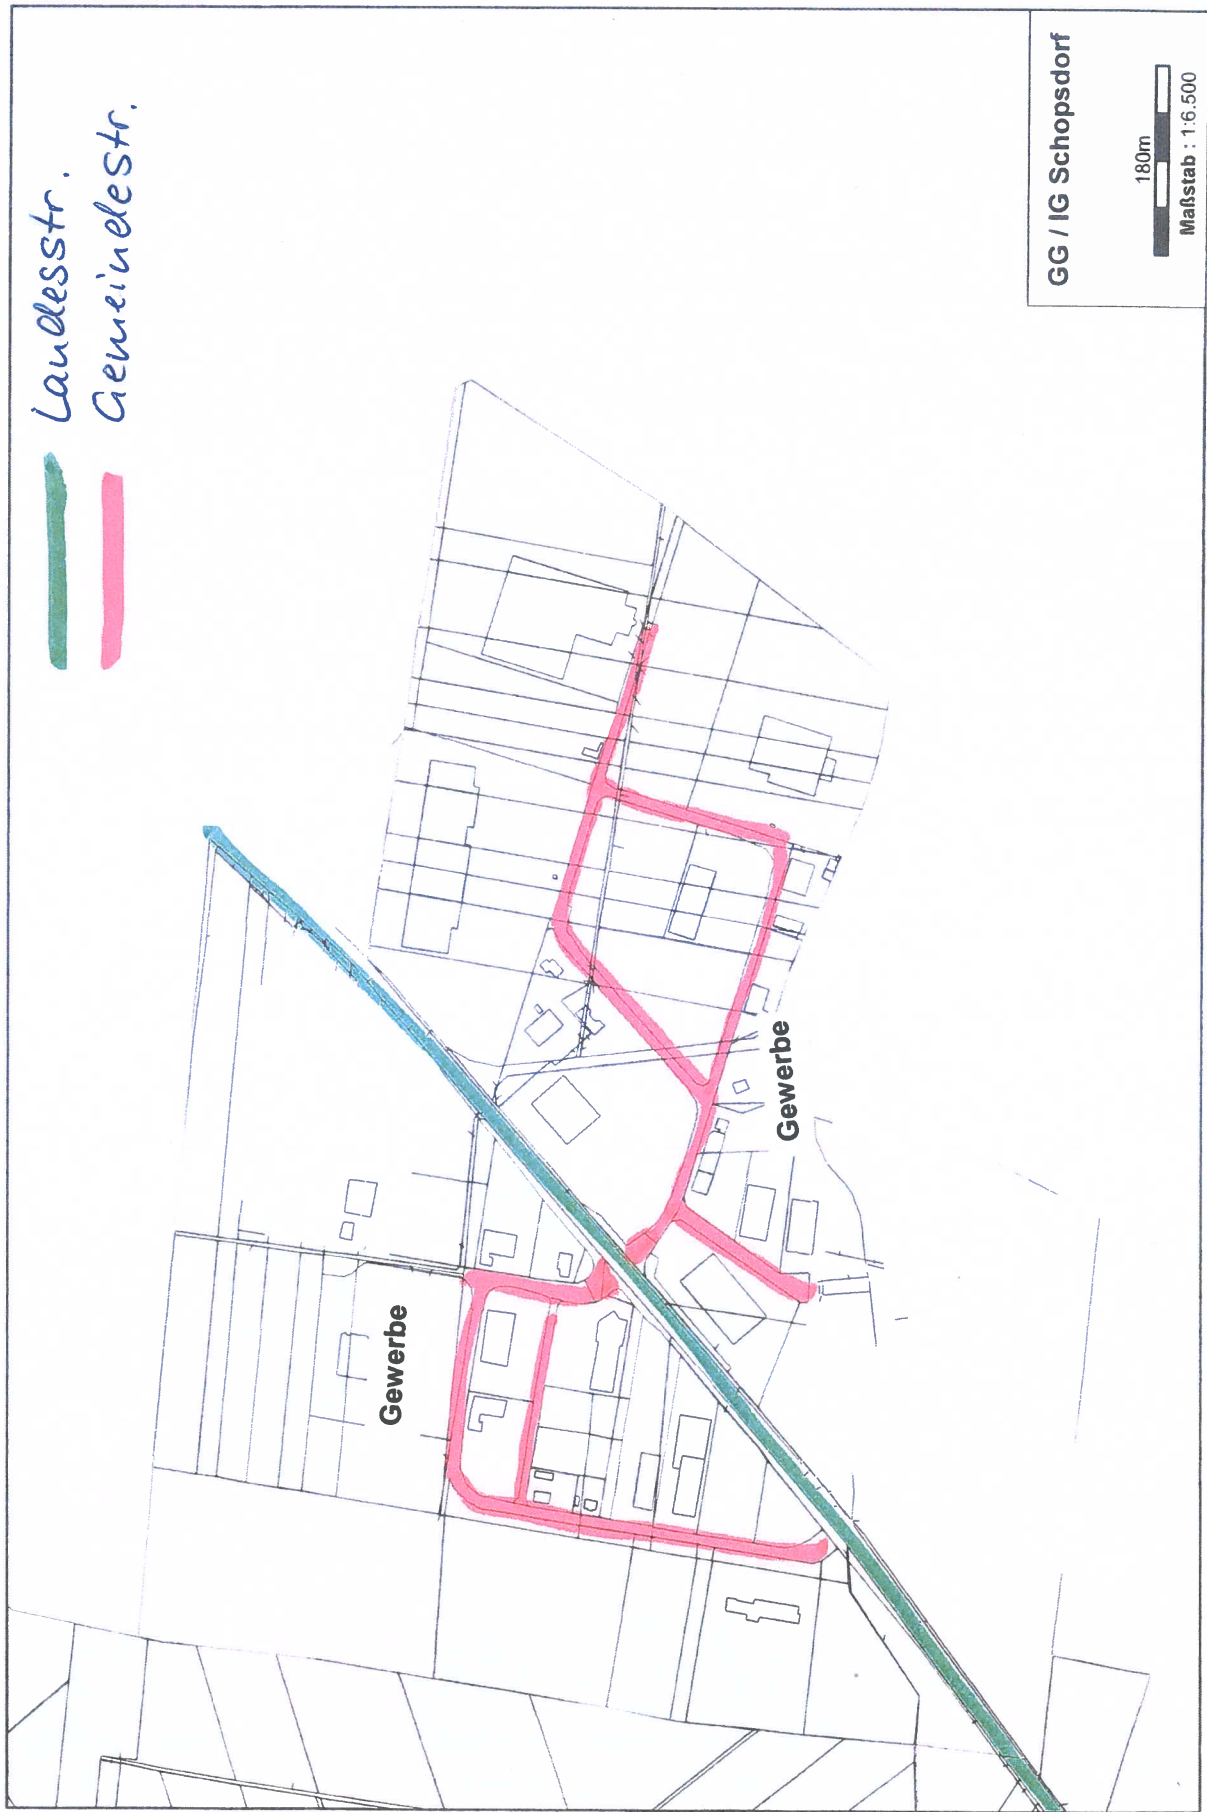 Landesstr.
Gemeindestr.
Gewerbe
Gewerbe
GG / IG Schopsdorf
180m
Maßstab : 1:6.500